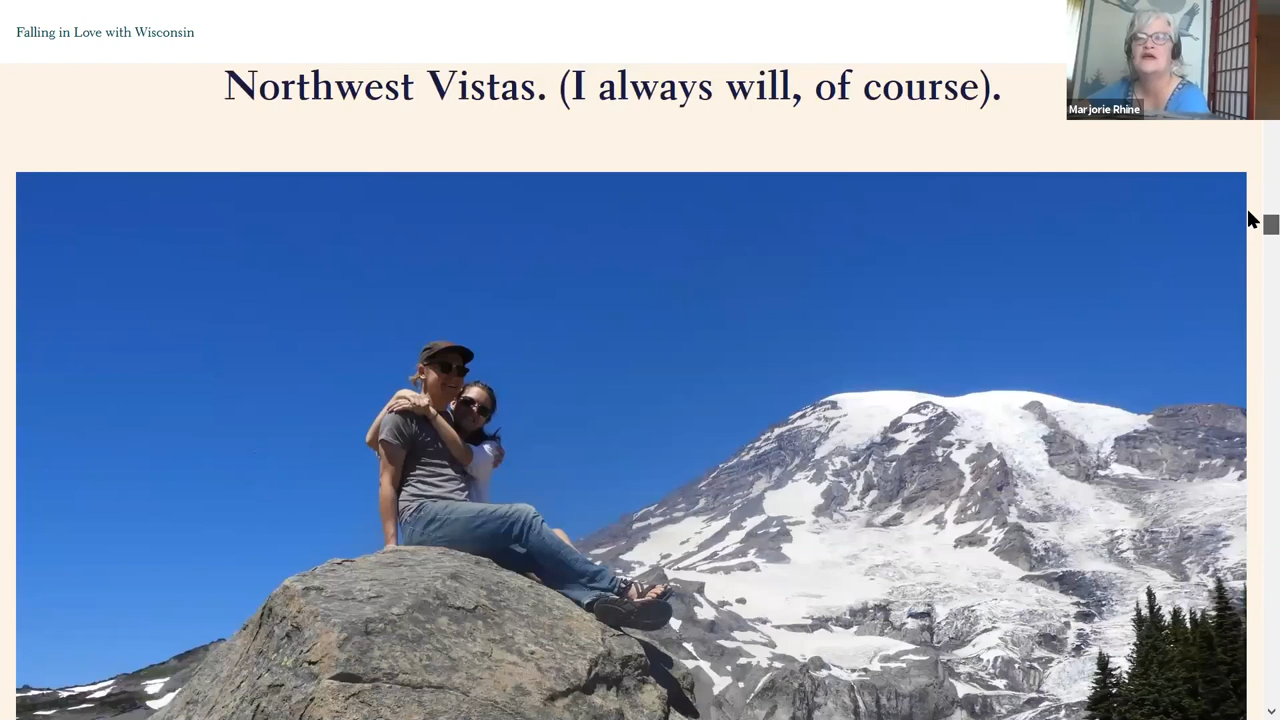 Falling in Love with Wisconsin
Northwest Vistas. (I always will, of course).
Marjorie Rhine